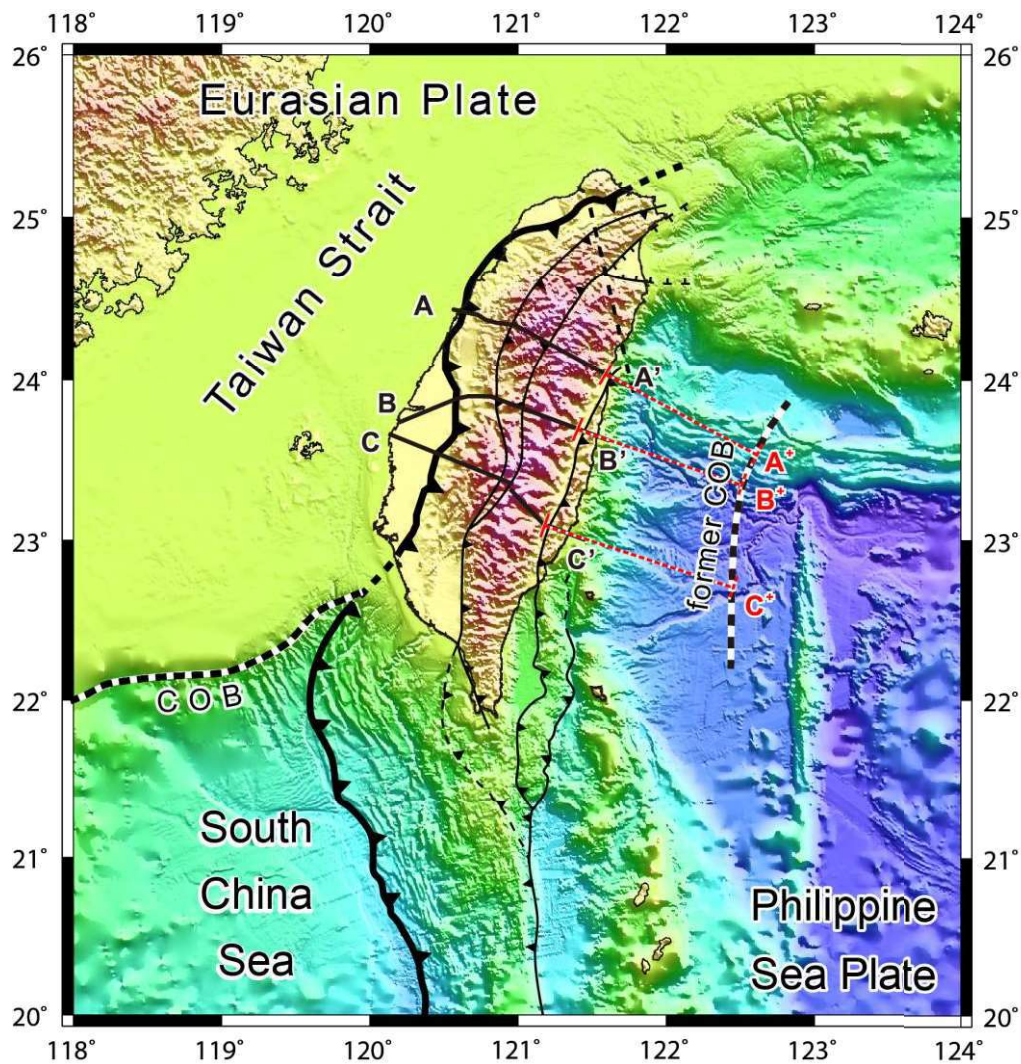 118˚ 119˚ 120˚ 121˚ 122˚ 123˚ 124˚
26˚ 26˚
Eurasian Plate
Taiwan Strait
25˚ 25˚
A
24˚ A' 24˚
B
C
B'
A⁺
B⁺
former COB
23˚ 23˚
C'
C⁺
22˚ COB 22˚
South
China
Sea
21˚ 21˚
Philippine
Sea Plate
20˚ 20˚
118˚ 119˚ 120˚ 121˚ 122˚ 123˚ 124˚